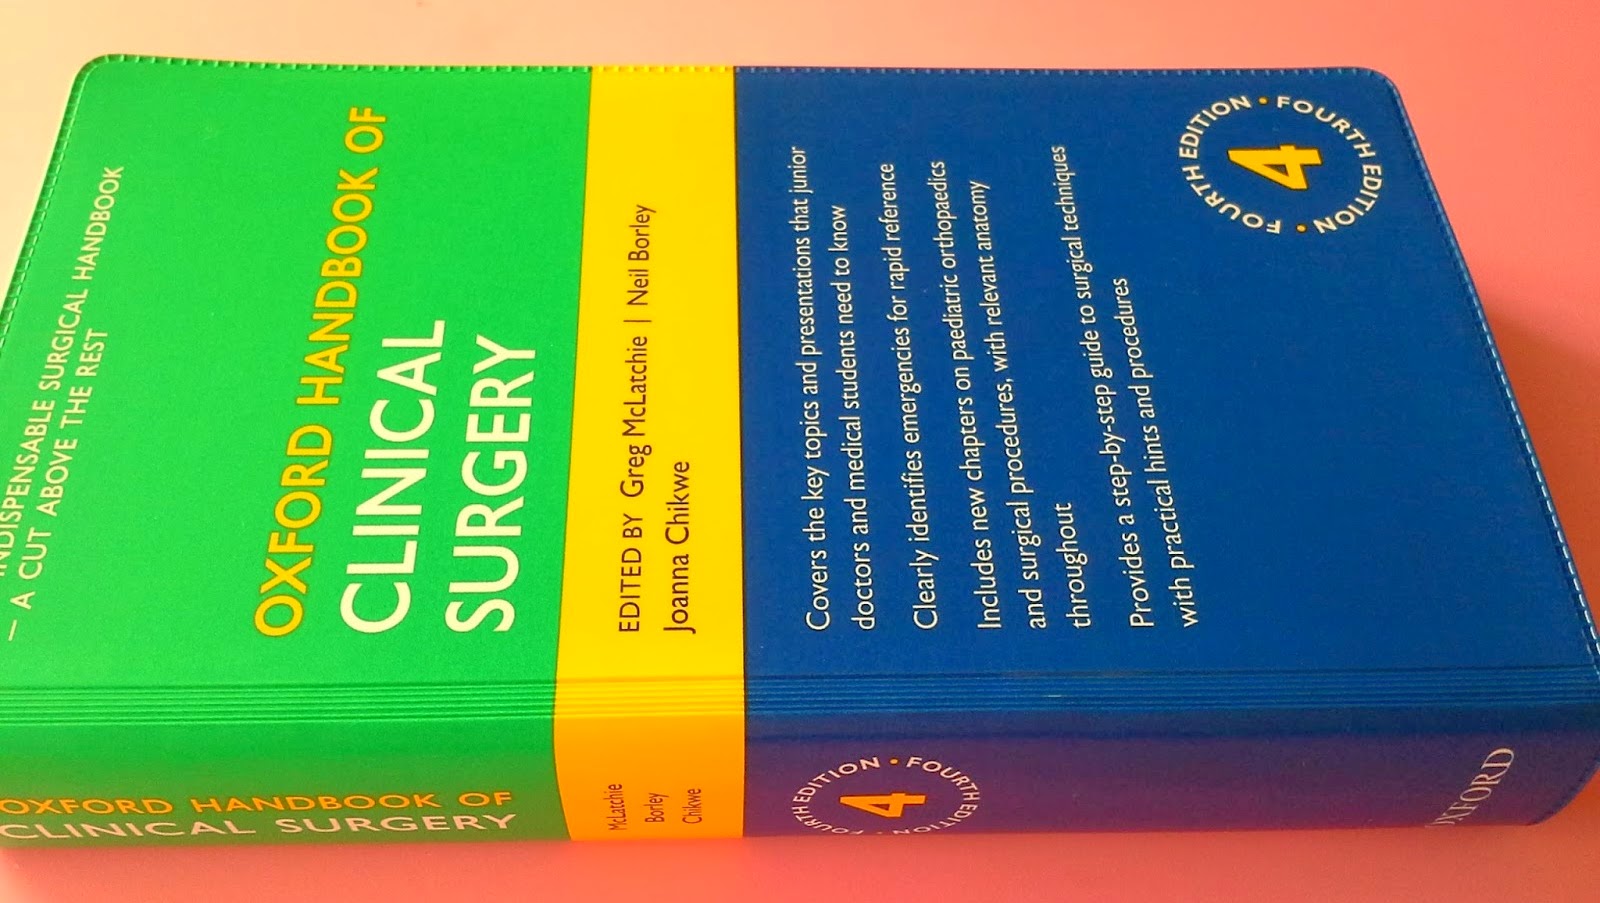 INDISPENSABLE SURGICAL HANDBOOK
– A CUT ABOVE THE REST
OXFORD HANDBOOK OF
CLINICAL
SURGERY
EDITED BY Greg McLatchie | Neil Borley
Joanna Chikwe
Covers the key topics and presentations that junior
doctors and medical students need to know
Clearly identifies emergencies for rapid reference
Includes new chapters on paediatric orthopaedics
and surgical procedures, with relevant anatomy
throughout
Provides a step-by-step guide to surgical techniques
with practical hints and procedures
FOURTH EDITION • FOURTH EDITION •
4
OXFORD HANDBOOK OF
CLINICAL SURGERY
McLatchie
Borley
Chikwe
FOURTH EDITION • FOURTH EDITION •
4
OXFORD